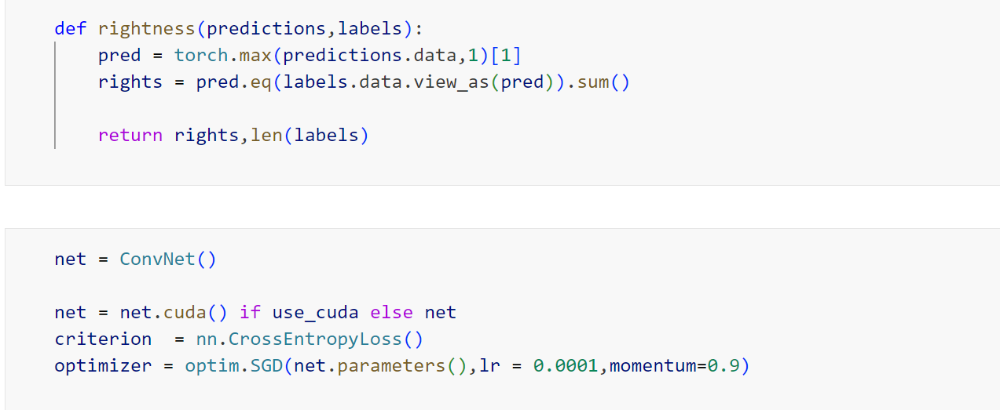 def rightness(predictions,labels):
    pred = torch.max(predictions.data,1)[1]
    rights = pred.eq(labels.data.view_as(pred)).sum()
    return rights,len(labels)
net = ConvNet()
net = net.cuda() if use_cuda else net
criterion  = nn.CrossEntropyLoss()
optimizer = optim.SGD(net.parameters(),lr = 0.0001,momentum=0.9)